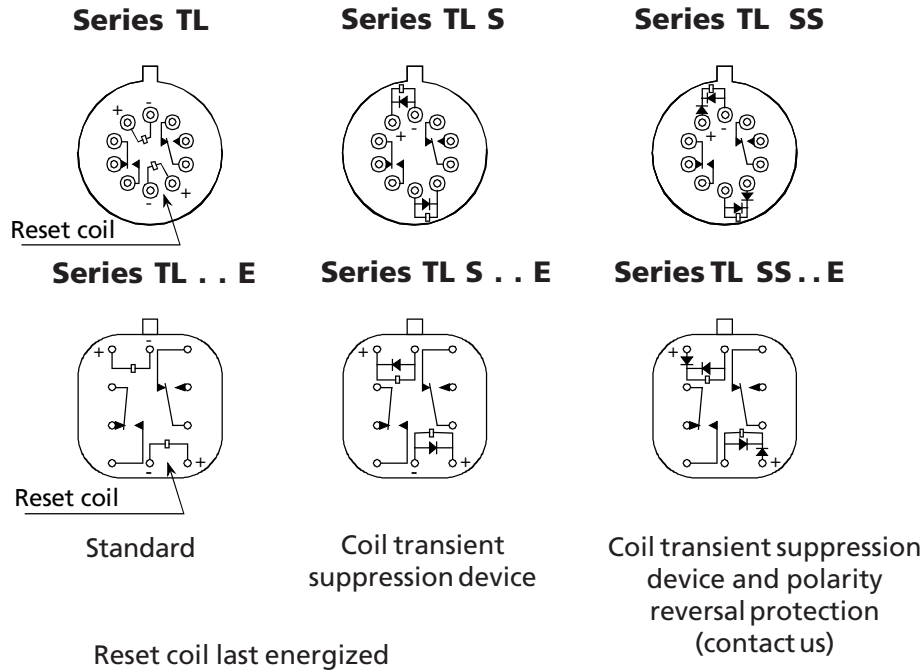 Series TL
Series TL S
Series TL SS
+
-
-
+
Reset coil
-
+
-
+
Series TL . . E
Series TL S . . E
Series TL SS . . E
+
-
-
+
Reset coil
+
-
+
+
Standard
Coil transient
suppression device
Coil transient suppression
device and polarity
reversal protection
(contact us)
Reset coil last energized